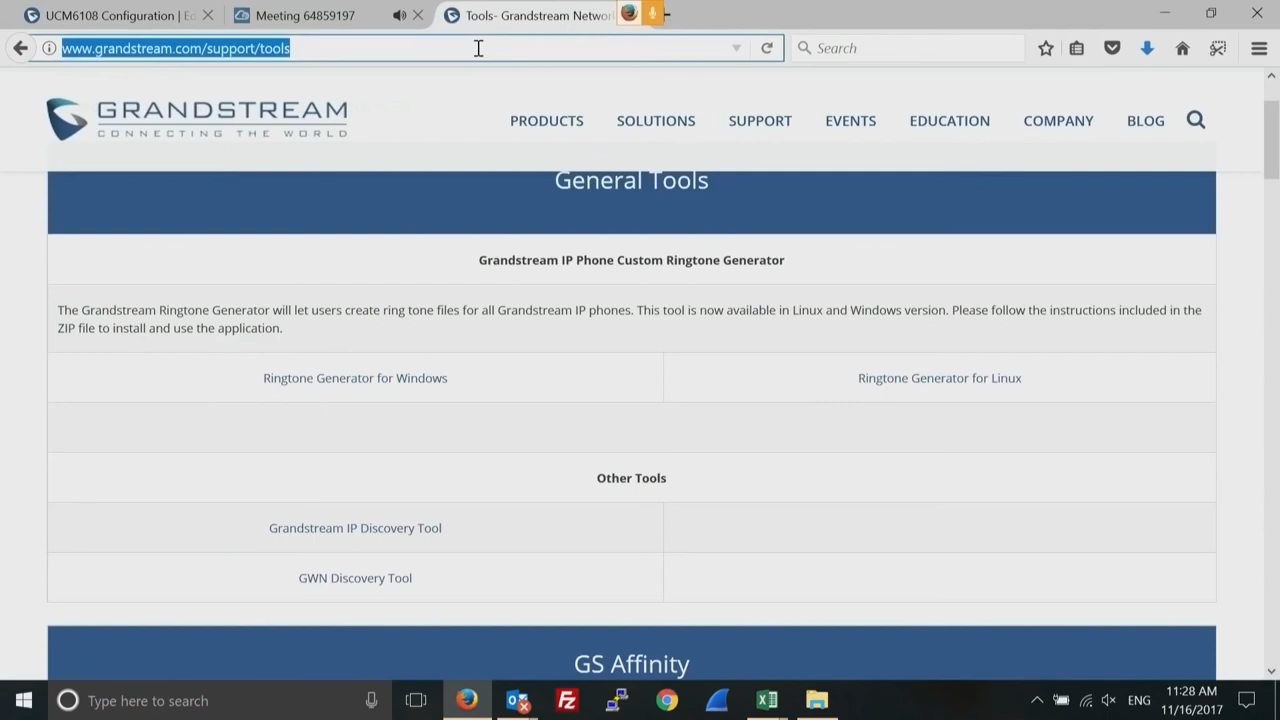 UCM6108 Configuration | Ed
Meeting 64859197
Tools- Grandstream Networ
www.grandstream.com/support/tools
Search
GRANDSTREAM
CONNECTING THE WORLD
PRODUCTS
SOLUTIONS
SUPPORT
EVENTS
EDUCATION
COMPANY
BLOG
General Tools
Grandstream IP Phone Custom Ringtone Generator
The Grandstream Ringtone Generator will let users create ring tone files for all Grandstream IP phones. This tool is now available in Linux and Windows version. Please follow the instructions included in the
ZIP file to install and use the application.
Ringtone Generator for Windows
Ringtone Generator for Linux
Other Tools
Grandstream IP Discovery Tool
GWN Discovery Tool
GS Affinity
Type here to search
ENG
11:28 AM
11/16/2017